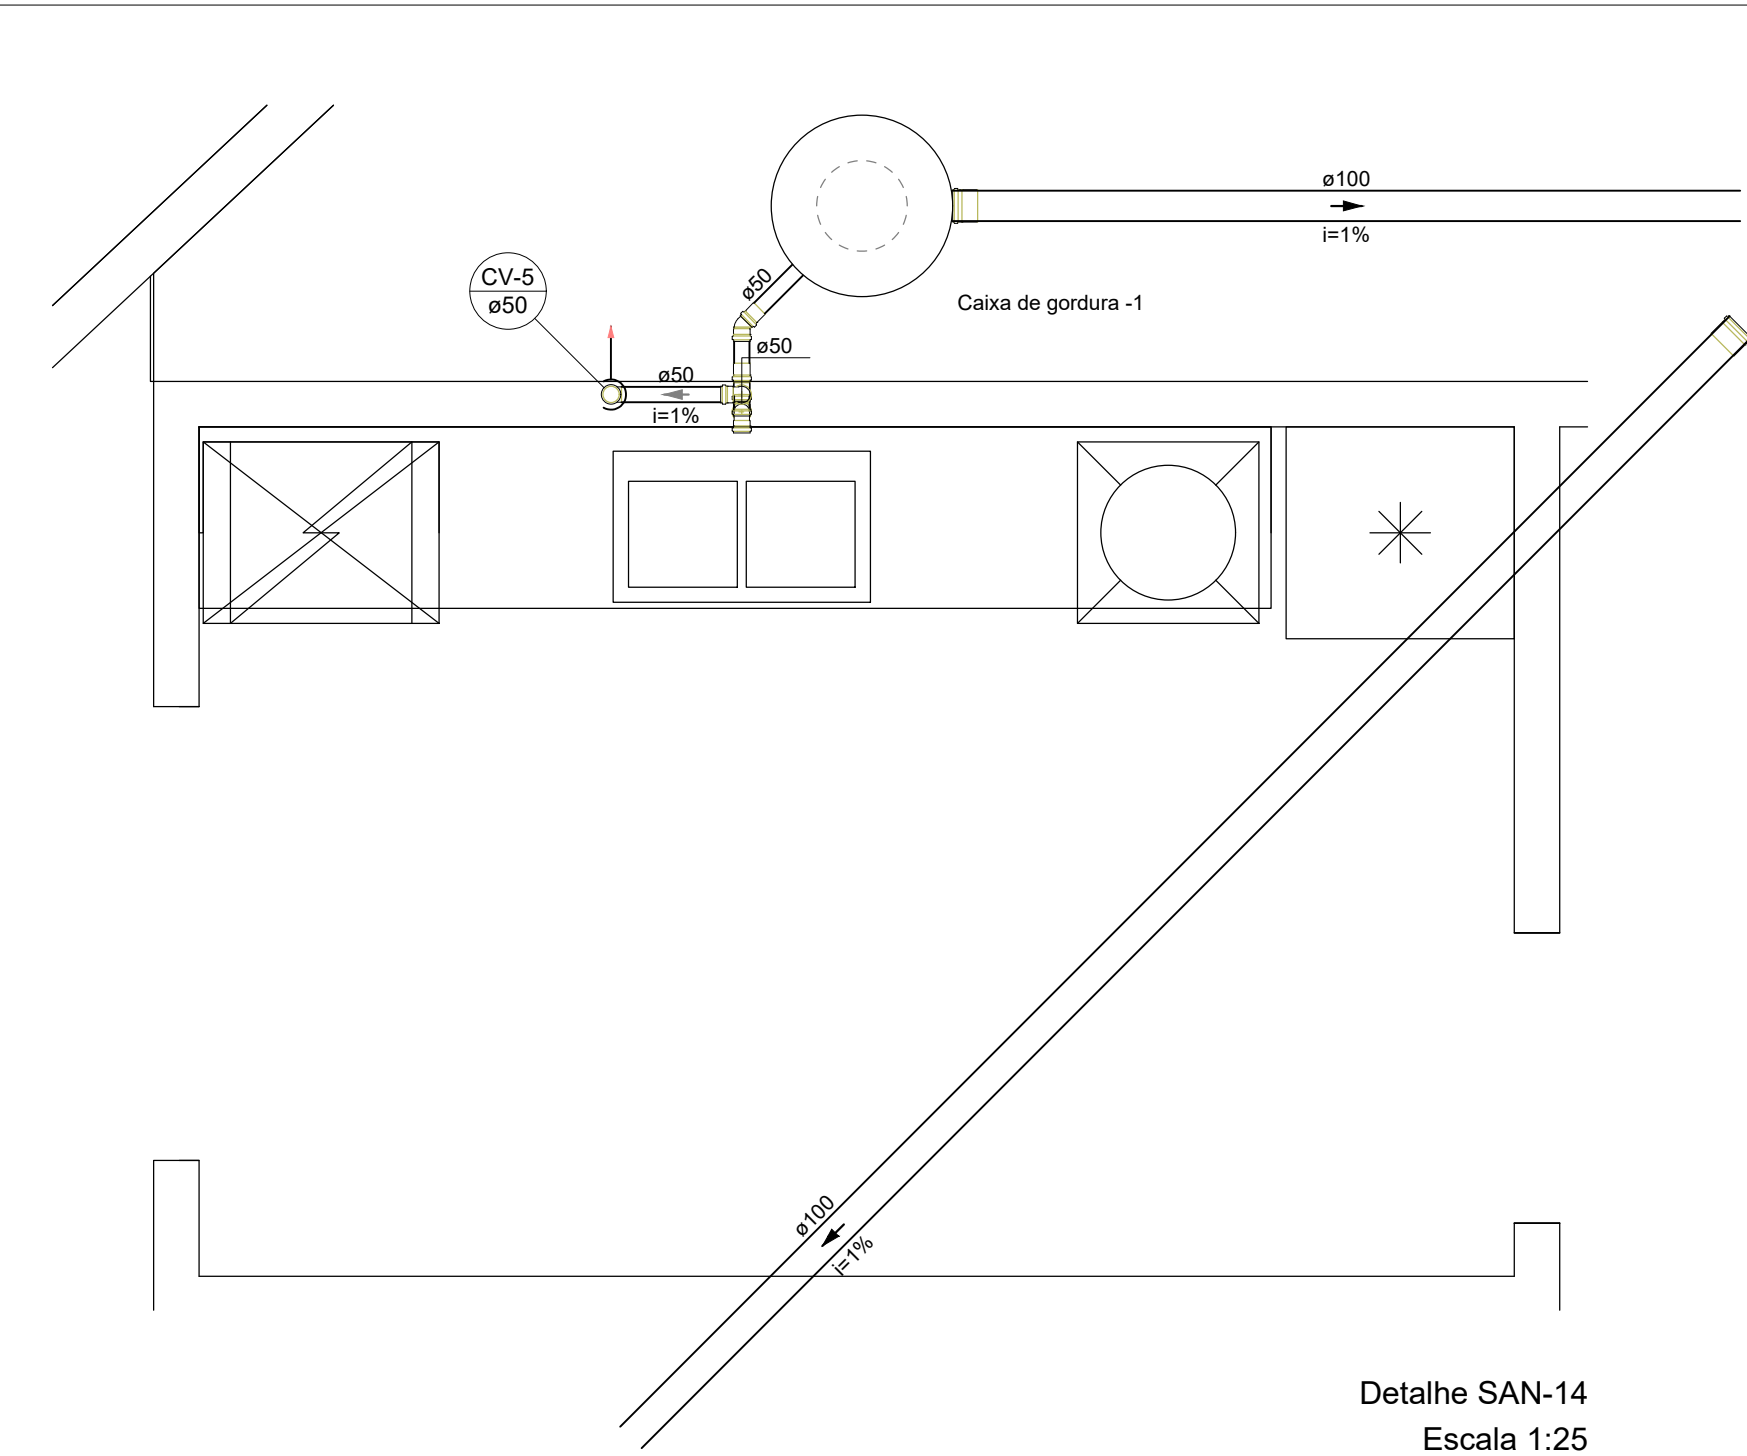 ø100
i=1%
CV-5
ø50
ø50
Caixa de gordura -1
ø50
ø50
i=1%
ø100
i=1%
Detalhe SAN-14
Escala 1:25